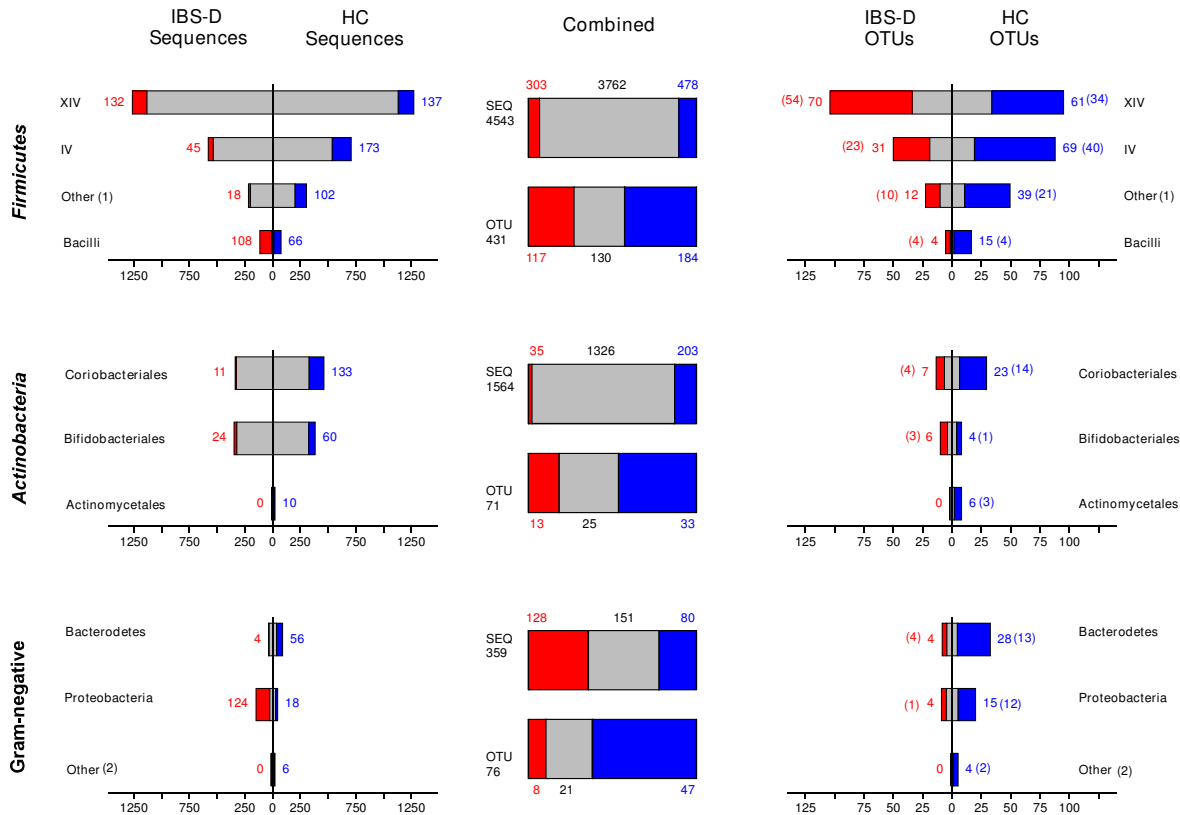 IBS-D HC Combined IBS-D HC
Sequences Sequences OTUs OTUs
Firmicutes
303 3762 478
XIV 132 137 SEQ (54) 70 61 (34) XIV
4543
IV 45 173 (23) 31 69 (40) IV
Other (1) 18 102 (10) 12 39 (21) Other (1)
OTU
431
Bacilli 108 66 (4) 4 15 (4) Bacilli
117 130 184
1250 750 250 0 250 750 1250 125 75 50 25 0 25 50 75 100
Actinobacteria
35 1326 203
Coriobacteriales 11 133 SEQ (4) 7 23 (14) Coriobacteriales
1564
Bifidobacteriales 24 60 (3) 6 4 (1) Bifidobacteriales
OTU
71
Actinomycetales 0 10 0 6 (3) Actinomycetales
13 25 33
1250 750 250 0 250 750 1250 125 75 50 25 0 25 50 75 100
Gram-negative
128 151 80
Bacterodetes 4 56 SEQ (4) 4 28 (13) Bacterodetes
359
Proteobacteria 124 18 (1) 4 15 (12) Proteobacteria
OTU
76
Other (2) 0 6 0 4 (2) Other (2)
8 21 47
1250 750 250 0 250 750 1250 125 75 50 25 0 25 50 75 100